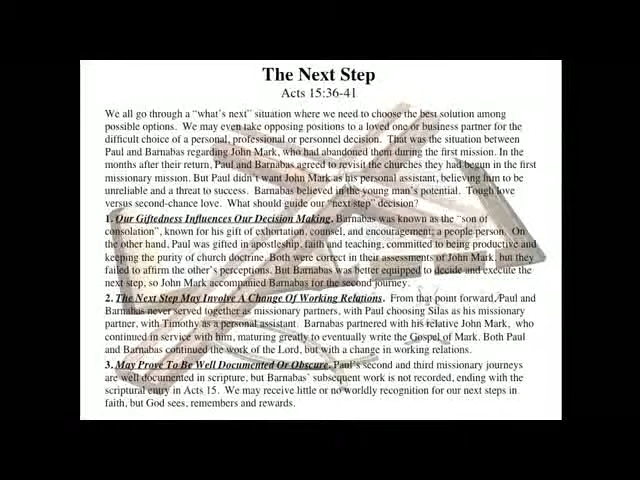 The Next Step
Acts 15:36-41
We all go through a “what’s next” situation where we need to choose the best solution among
possible options. We may even take opposing positions to a loved one or business partner for the
difficult choice of a personal, professional or personnel decision. That was the situation between
Paul and Barnabas regarding John Mark, who had abandoned them during the first mission. In the
months after their return, Paul and Barnabas agreed to revisit the churches they had begun in the first
missionary mission. But Paul didn’t want John Mark as his personal assistant, believing him to be
unreliable and a threat to success. Barnabas believed in the young man’s potential. Tough love
versus second-chance love. What should guide our “next step” decision?
1. Our Giftedness Influences Our Decision Making. Barnabas was known as the “son of
consolation”, known for his gift of exhortation, counsel, and encouragement; a people person. On
the other hand, Paul was gifted in apostleship, faith and teaching, committed to being productive and
keeping the purity of church doctrine. Both were correct in their assessments of John Mark, but they
failed to affirm the other’s perceptions. But Barnabas was better equipped to decide and execute the
next step, so John Mark accompanied Barnabas for the second journey.
2. The Next Step May Involve A Change Of Working Relations. From that point forward, Paul and
Barnabas never served together as missionary partners, with Paul choosing Silas as his missionary
partner, with Timothy as a personal assistant. Barnabas partnered with his relative John Mark, who
continued in service with him, maturing greatly to eventually write the Gospel of Mark. Both Paul
and Barnabas continued the work of the Lord, but with a change in working relations.
3. May Prove To Be Well Documented Or Obscure. Paul’s second and third missionary journeys
are well documented in scripture, but Barnabas’ subsequent work is not recorded, ending with the
scriptural entry in Acts 15. We may receive little or no worldly recognition for our next steps in
faith, but God sees, remembers and rewards.